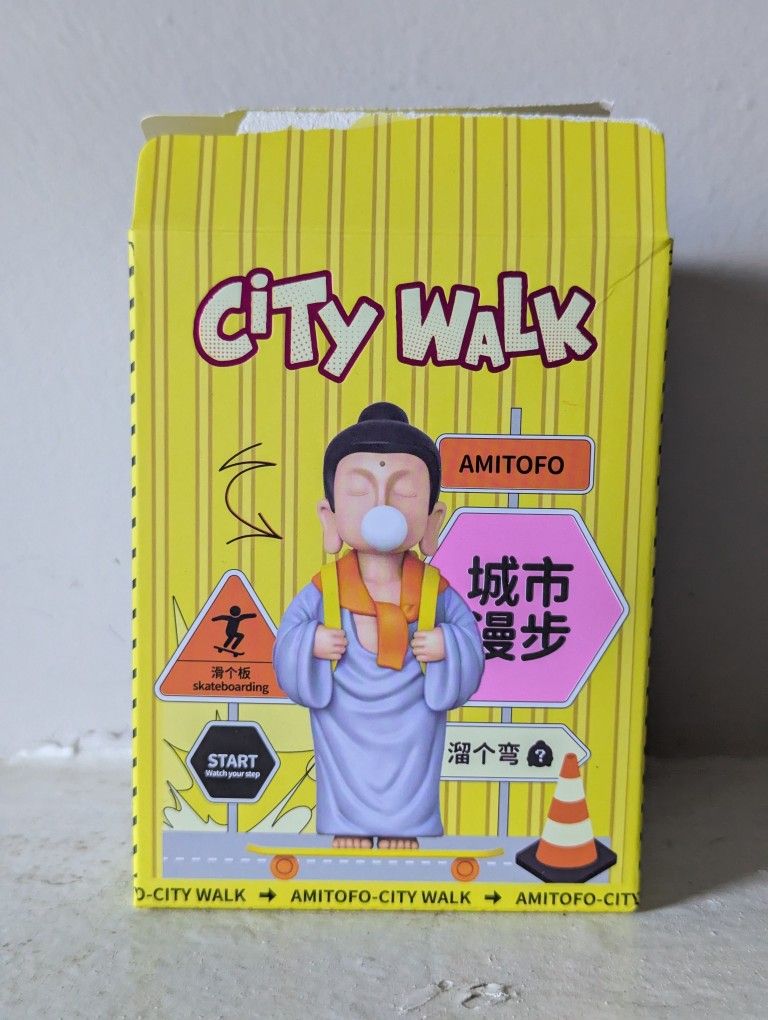 CiTY WALK
AMITOFO
城市
漫步
滑个板
skateboarding
START
Watch your step
溜个弯 ?
O-CITY WALK → AMITOFO-CITY WALK → AMITOFO-CITY